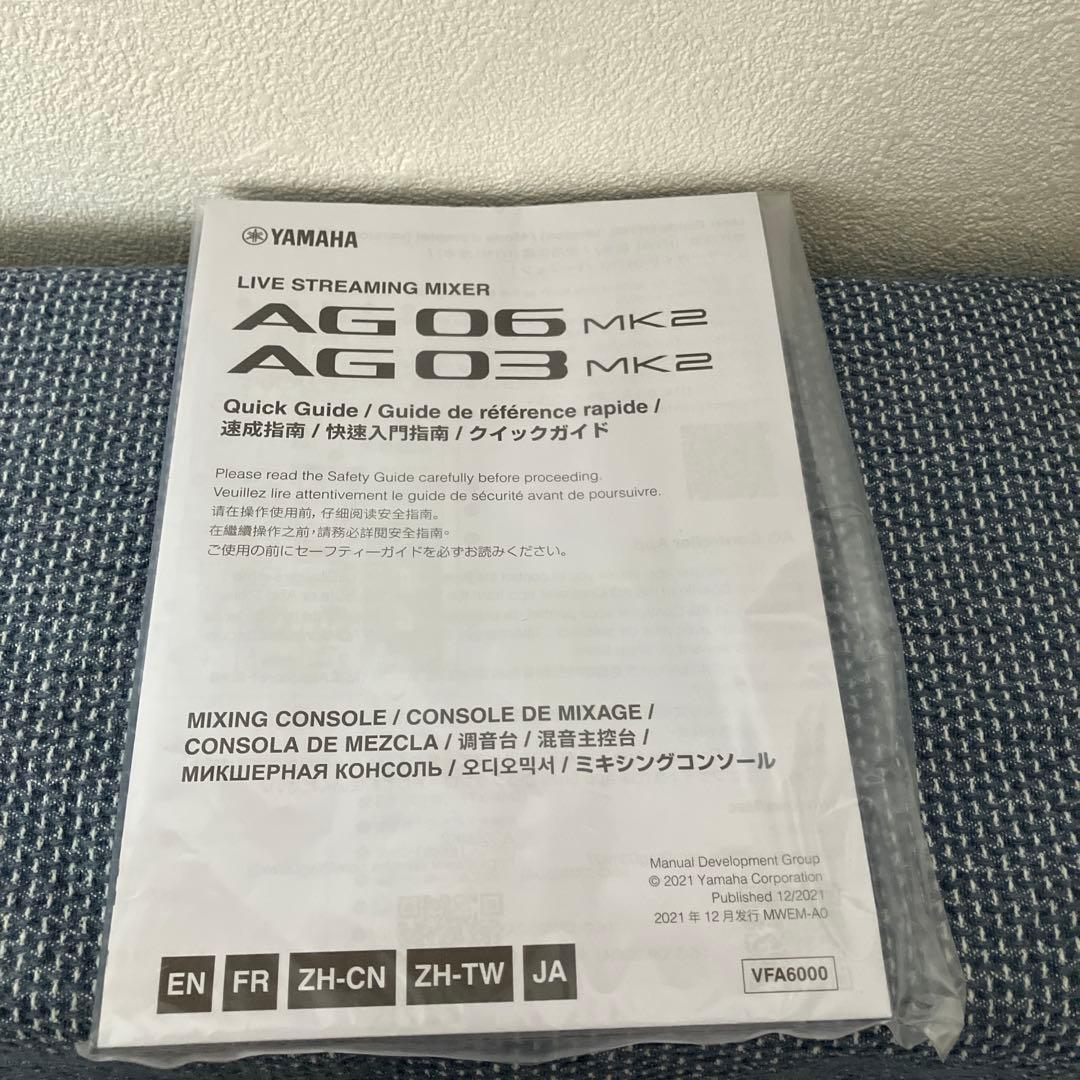 YAMAHA
LIVE STREAMING MIXER
AG 06 MK2
AG 03 MK2
Quick Guide / Guide de référence rapide /
速成指南 / 快速入門指南 / クイックガイド
Please read the Safety Guide carefully before proceeding.
Veuillez lire attentivement le guide de sécurité avant de poursuivre.
请在操作使用前，仔细阅读安全指南。
在繼續操作之前，請務必詳閱安全指南。
ご使用の前にセーフティーガイドを必ずお読みください。
MIXING CONSOLE / CONSOLE DE MIXAGE /
CONSOLA DE MEZCLA / 调音台 / 混音主控台 /
МИКШЕРНАЯ КОНСОЛЬ / 오디오믹서 / ミキシングコンソール
Manual Development Group
© 2021 Yamaha Corporation
Published 12/2021
2021 年 12 月发行 MWEM-A0
EN FR ZH-CN ZH-TW JA
VFA6000